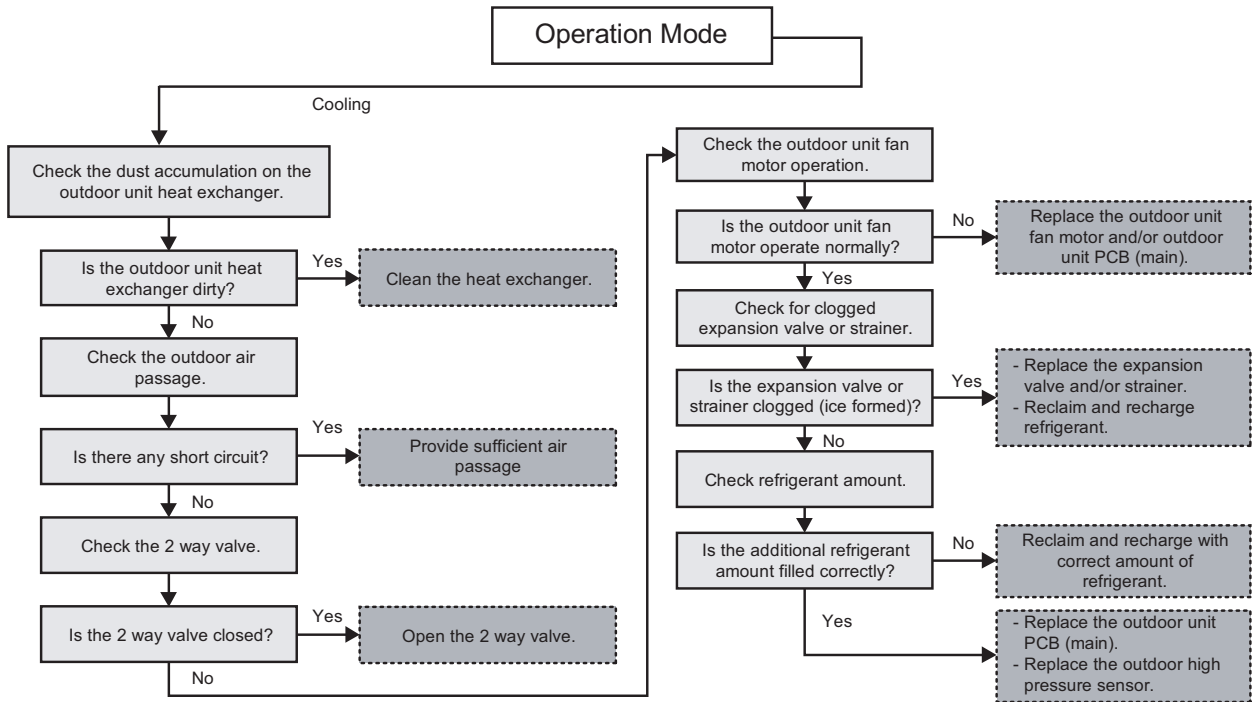 Operation Mode
Cooling
Check the dust accumulation on the
outdoor unit heat exchanger.
Is the outdoor unit heat
exchanger dirty?
Yes
Clean the heat exchanger.
No
Check the outdoor air
passage.
Is there any short circuit?
Yes
Provide sufficient air
passage
No
Check the 2 way valve.
Is the 2 way valve closed?
Yes
Open the 2 way valve.
No
Check the outdoor unit fan
motor operation.
Is the outdoor unit fan
motor operate normally?
No
Replace the outdoor unit
fan motor and/or outdoor
unit PCB (main).
Yes
Check for clogged
expansion valve or strainer.
Is the expansion valve or
strainer clogged (ice formed)?
Yes
- Replace the expansion
valve and/or strainer.
- Reclaim and recharge
refrigerant.
No
Check refrigerant amount.
Is the additional refrigerant
amount filled correctly?
No
Reclaim and recharge with
correct amount of
refrigerant.
Yes
- Replace the outdoor unit
PCB (main).
- Replace the outdoor high
pressure sensor.